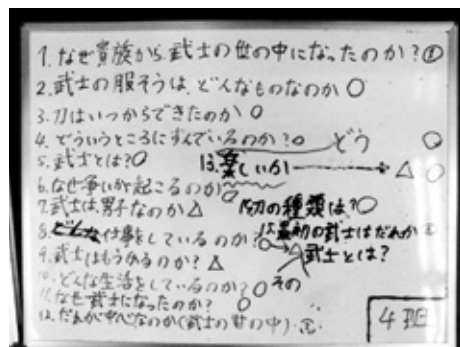 1.なぜ貴族から、武士の世の中になったのか?①
2.武士の服そうは、どんなものなのか○
3.刀はいつからできたのか○
4.どういうところにすんでいるのか?○ どう ○
5.武士とは?○ 13.楽しいか △ ○
6.なぜ争いが起こるのか○
7.武士は、男子なのか△ 14.刀の種類は?○
8.どんな仕事をしているのか?○ 15.最初の武士はだれか
9.武士はもうかるのか?△ 武士とは?
10.どんな生活をしているのか?○ その
11.なぜ武士になったのか?○
12.だれが中心なのか(武士の世の中)
4班